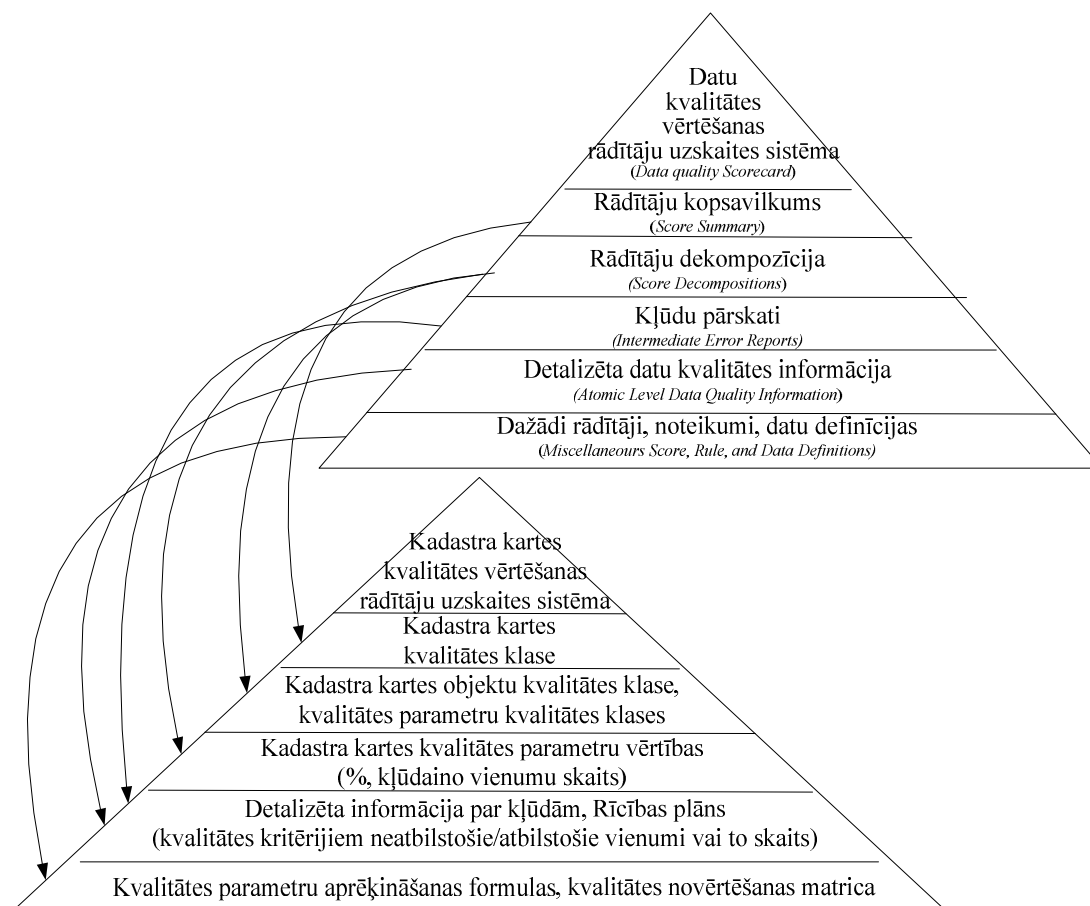 Datu
kvalitātes
vērtēšanas
rādītāju uzskaites sistēma
(Data quality Scorecard)
Rādītāju kopsavilkums
(Score Summary)
Rādītāju dekompozīcija
(Score Decompositions)
Kļūdu pārskati
(Intermediate Error Reports)
Detalizēta datu kvalitātes informācija
(Atomic Level Data Quality Information)
Dažādi rādītāji, noteikumi, datu definīcijas
(Miscellaneours Score, Rule, and Data Definitions)
Kadastra kartes
kvalitātes vērtēšanas
rādītāju uzskaites sistēma
Kadastra kartes
kvalitātes klase
Kadastra kartes objektu kvalitātes klase,
kvalitātes parametru kvalitātes klases
Kadastra kartes kvalitātes parametru vērtības
(%, kļūdaino vienumu skaits)
Detalizēta informācija par kļūdām, Rīcības plāns
(kvalitātes kritērijiem neatbilstošie/atbilstošie vienumi vai to skaits)
Kvalitātes parametru aprēķināšanas formulas, kvalitātes novērtēšanas matrica